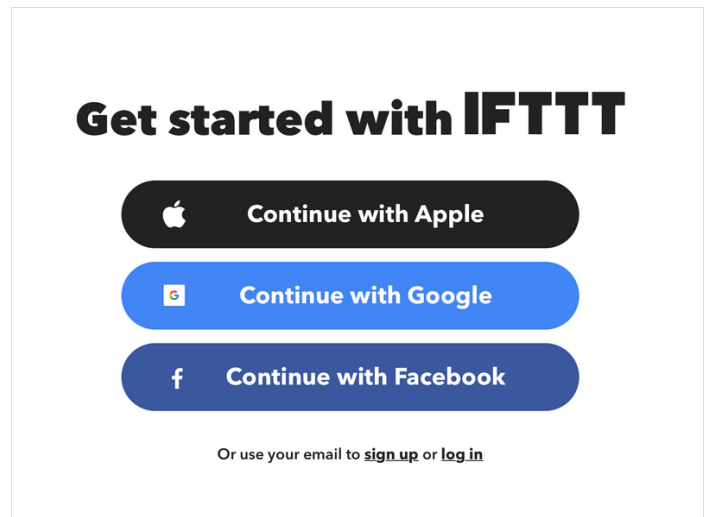 Get started with IFTTT
Continue with Apple
G Continue with Google
f Continue with Facebook
Or use your email to sign up or log in